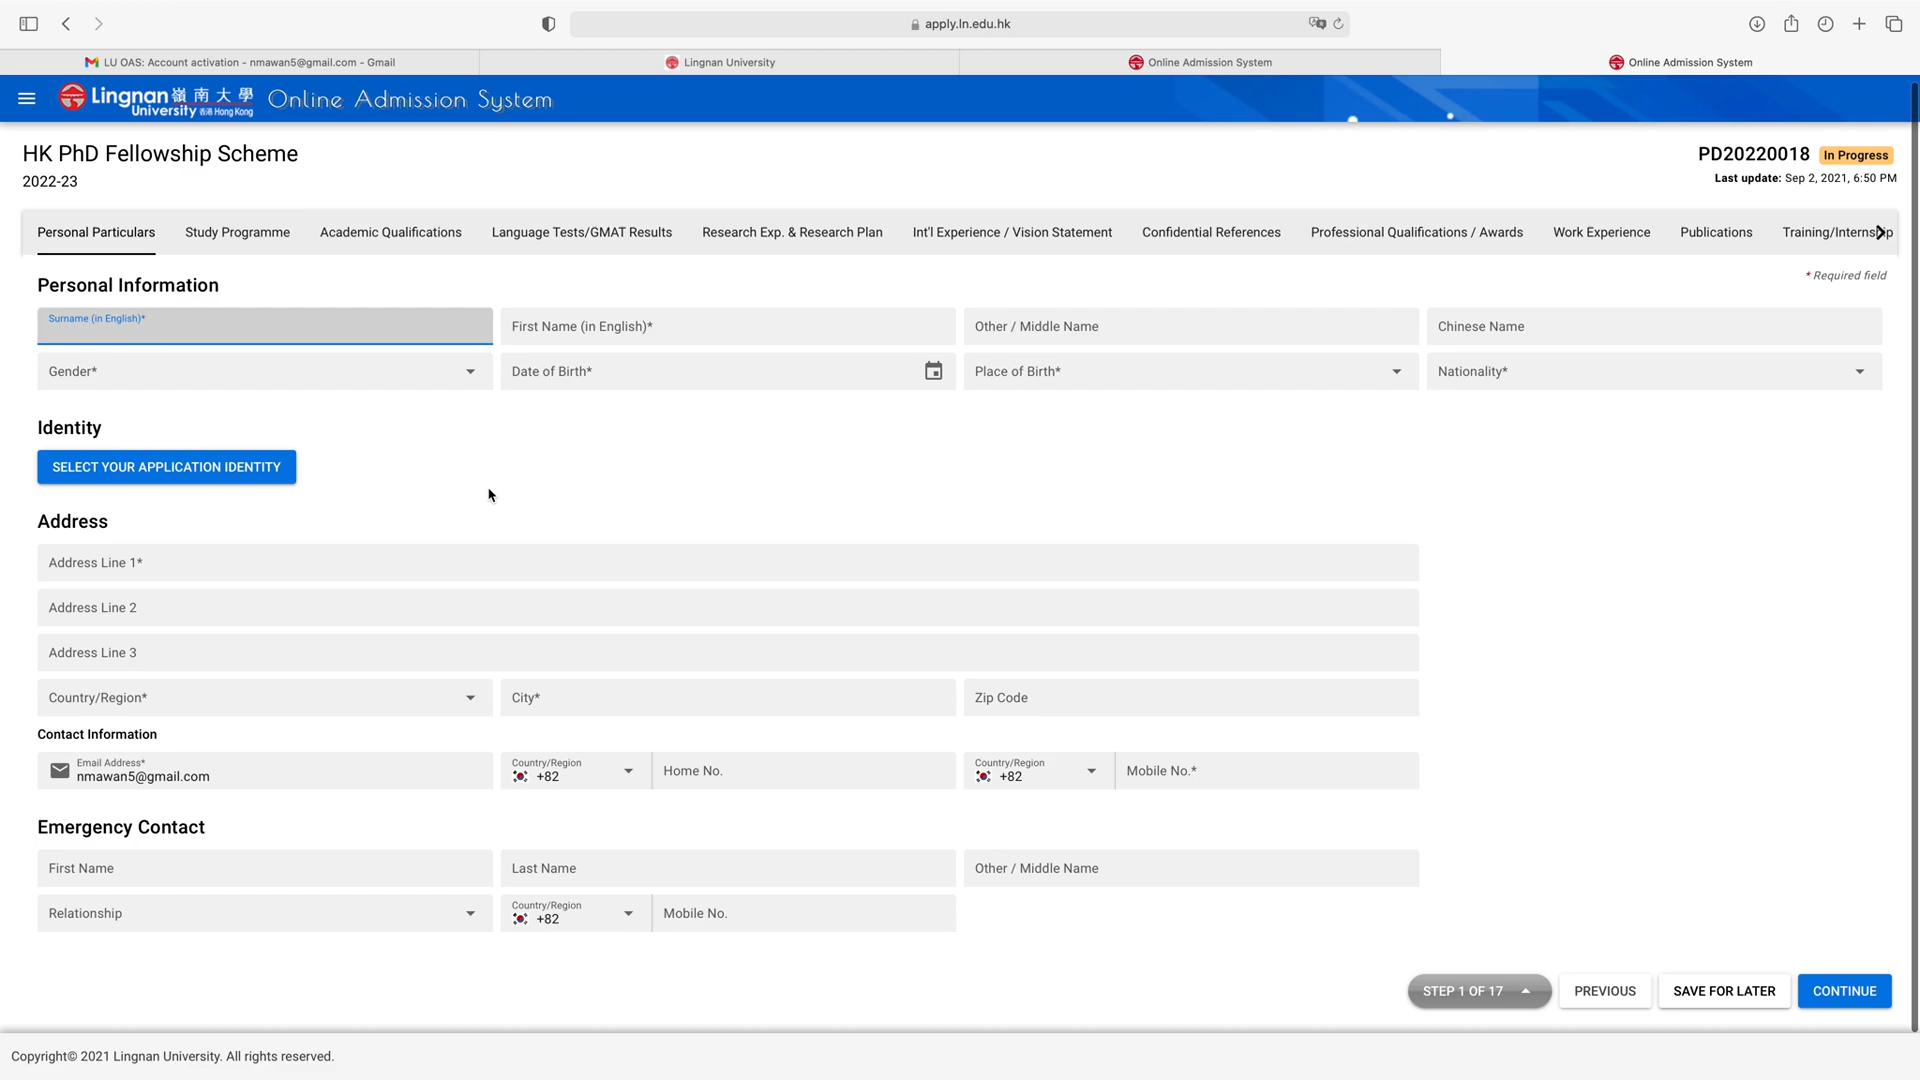 apply.ln.edu.hk
LU OAS: Account activation - nmawan5@gmail.com - Gmail
Lingnan University
Online Admission System
Online Admission System
Lingnan 嶺南大學
University 香港 Hong Kong
Online Admission System
HK PhD Fellowship Scheme
PD20220018 In Progress
2022-23
Last update: Sep 2, 2021, 6:50 PM
Personal Particulars Study Programme Academic Qualifications Language Tests/GMAT Results Research Exp. & Research Plan Int'l Experience / Vision Statement Confidential References Professional Qualifications / Awards Work Experience Publications Training/Internship
* Required field
Personal Information
Surname (in English)* First Name (in English)* Other / Middle Name Chinese Name
Gender* Date of Birth* Place of Birth* Nationality*
Identity
SELECT YOUR APPLICATION IDENTITY
Address
Address Line 1*
Address Line 2
Address Line 3
Country/Region* City* Zip Code
Contact Information
Email Address* Country/Region Country/Region
nmawan5@gmail.com +82 Home No. +82 Mobile No.*
Emergency Contact
First Name Last Name Other / Middle Name
Relationship Country/Region +82 Mobile No.
STEP 1 OF 17 PREVIOUS SAVE FOR LATER CONTINUE
Copyright© 2021 Lingnan University. All rights reserved.